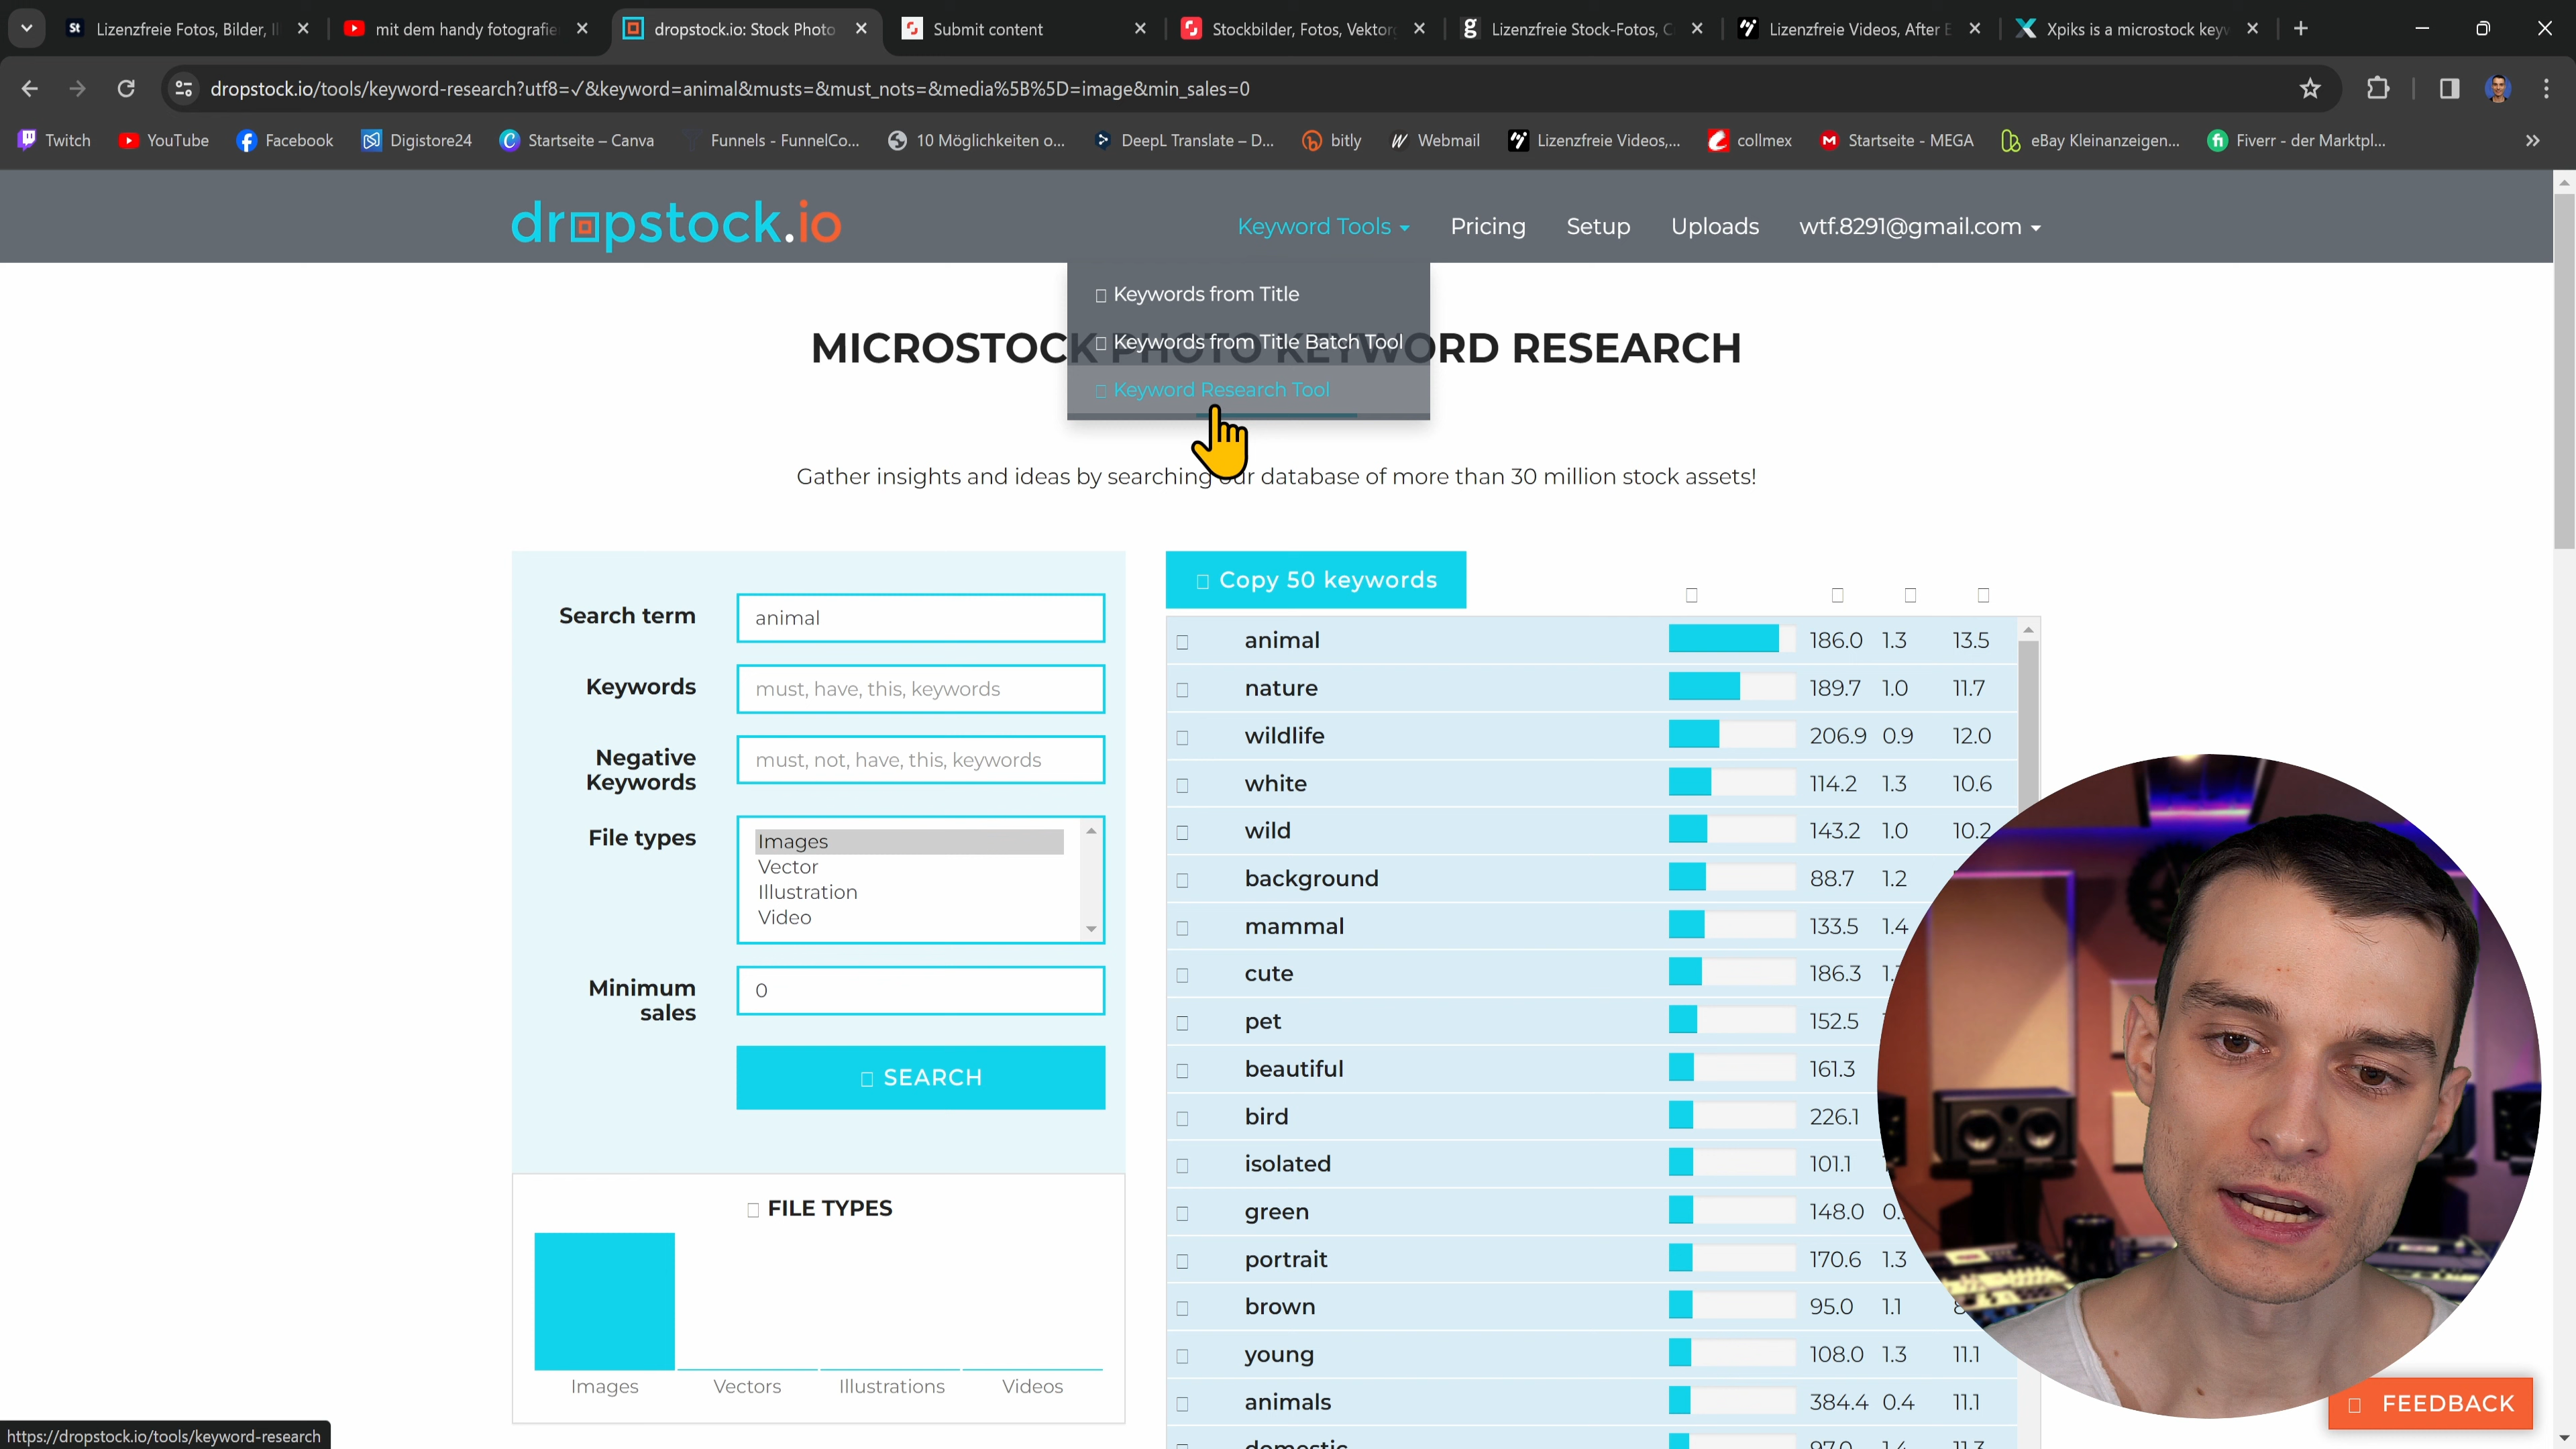 Lizenzfreie Fotos, Bilder, Il
mit dem handy fotografie
dropstock.io: Stock Photo
Submit content
Stockbilder, Fotos, Vektor
Lizenzfreie Stock-Fotos, C
Lizenzfreie Videos, After E
Xpiks is a microstock keyw
dropstock.io/tools/keyword-research?utf8=✓&keyword=animal&musts=&must_nots=&media%5B%5D=image&min_sales=0
Twitch
YouTube
Facebook
Digistore24
Startseite – Canva
Funnels - FunnelCo...
10 Möglichkeiten o...
DeepL Translate – D...
bitly
Webmail
Lizenzfreie Videos,...
collmex
Startseite - MEGA
eBay Kleinanzeigen...
Fiverr - der Marktpl...
dropstock.io
Keyword Tools
Pricing
Setup
Uploads
wtf.8291@gmail.com
Keywords from Title
Keywords from Title Batch Tool
Keyword Research Tool
MICROSTOCK PHOTO KEYWORD RESEARCH
Gather insights and ideas by searching our database of more than 30 million stock assets!
Search term
animal
Keywords
must, have, this, keywords
Negative
Keywords
must, not, have, this, keywords
File types
Images
Vector
Illustration
Video
Minimum
sales
0
SEARCH
FILE TYPES
Images
Vectors
Illustrations
Videos
Copy 50 keywords
animal 186.0 1.3 13.5
nature 189.7 1.0 11.7
wildlife 206.9 0.9 12.0
white 114.2 1.3 10.6
wild 143.2 1.0 10.2
background 88.7 1.2
mammal 133.5 1.4
cute 186.3
pet 152.5
beautiful 161.3
bird 226.1
isolated 101.1
green 148.0
portrait 170.6 1.3
brown 95.0 1.1
young 108.0 1.3 11.1
animals 384.4 0.4 11.1
domestic 97.0 1.4 11.3
FEEDBACK
https://dropstock.io/tools/keyword-research